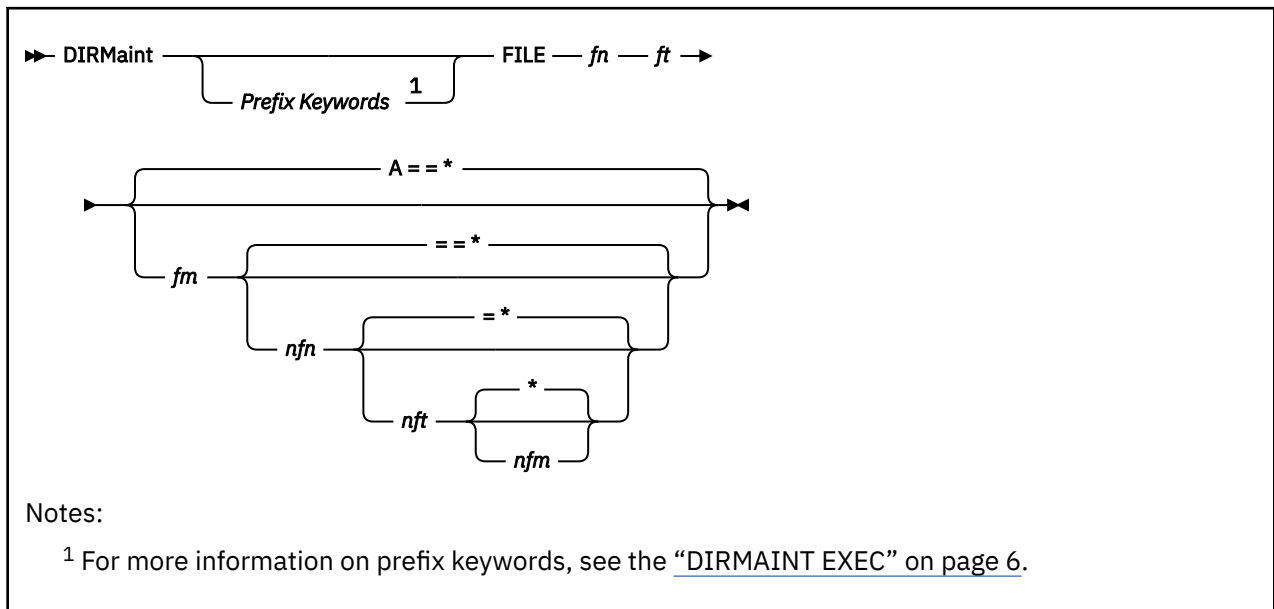 DIRMaint FILE fn ft
Prefix Keywords 1
A = = *
= = *
fm
= *
nfn
*
nft
nfm
Notes:
1 For more information on prefix keywords, see the “DIRMAINT EXEC” on page 6.